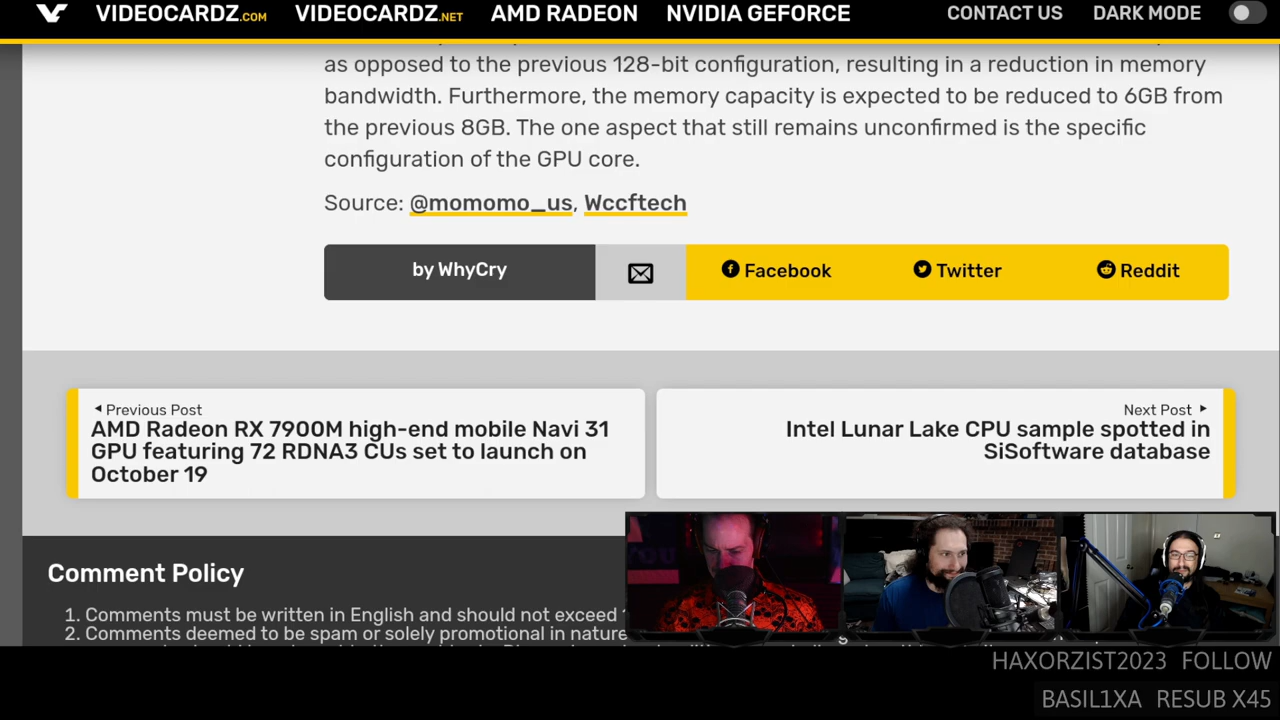 VIDEOCARDZ.COM VIDEOCARDZ.NET AMD RADEON NVIDIA GEFORCE CONTACT US DARK MODE
as opposed to the previous 128-bit configuration, resulting in a reduction in memory
bandwidth. Furthermore, the memory capacity is expected to be reduced to 6GB from
the previous 8GB. The one aspect that still remains unconfirmed is the specific
configuration of the GPU core.
Source: @momomo_us, Wccftech
by WhyCry Facebook Twitter Reddit
Previous Post
AMD Radeon RX 7900M high-end mobile Navi 31
GPU featuring 72 RDNA3 CUs set to launch on
October 19
Next Post
Intel Lunar Lake CPU sample spotted in
SiSoftware database
Comment Policy
1. Comments must be written in English and should not exceed
2. Comments deemed to be spam or solely promotional in nature
HAXORZIST2023 FOLLOW
BASIL1XA RESUB X45